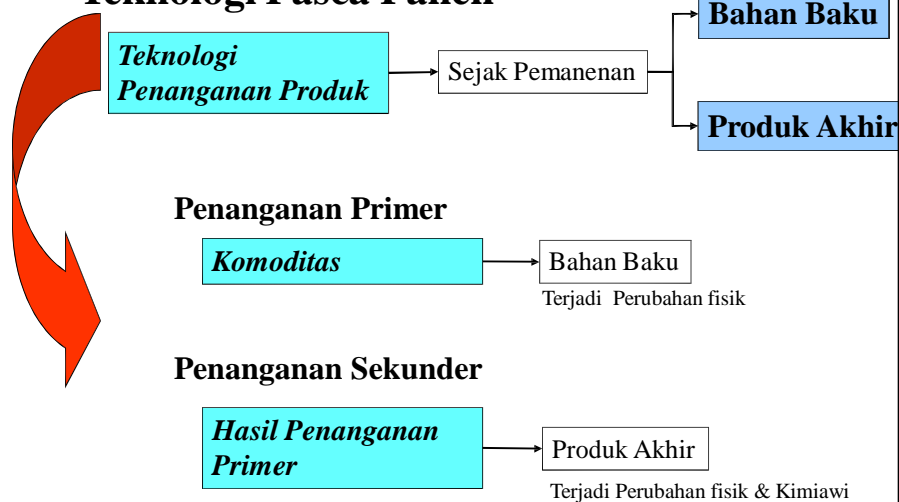 Teknologi Pasca Panen
Bahan Baku
Teknologi
Penanganan Produk
Sejak Pemanenan
Produk Akhir
Penanganan Primer
Komoditas
Bahan Baku
Terjadi Perubahan fisik
Penanganan Sekunder
Hasil Penanganan
Primer
Produk Akhir
Terjadi Perubahan fisik & Kimiawi